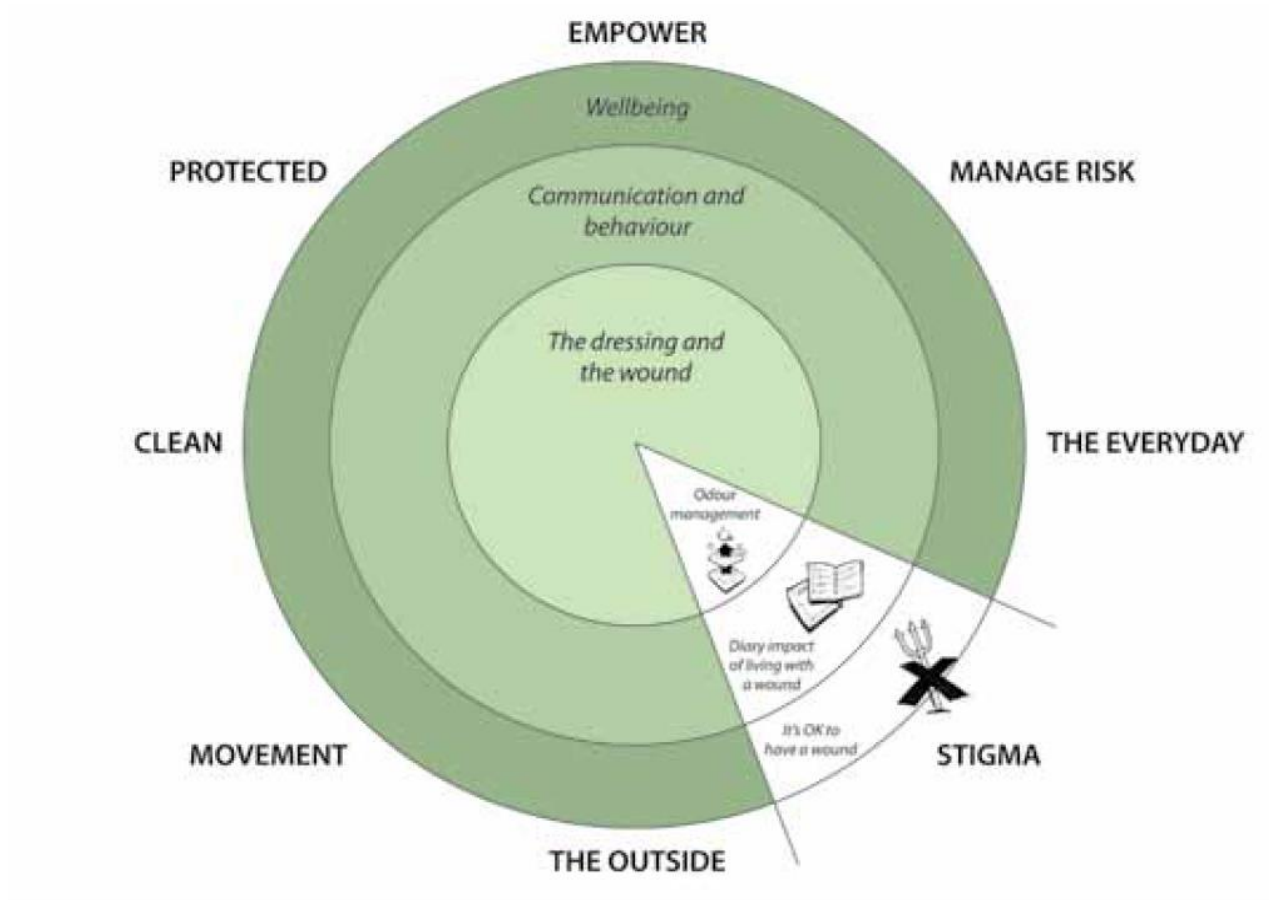 EMPOWER
Wellbeing
PROTECTED
MANAGE RISK
Communication and
behaviour
The dressing and
the wound
CLEAN
THE EVERYDAY
Odour
management
Diary impact
of living with
a wound
It's OK to
have a wound
MOVEMENT
STIGMA
THE OUTSIDE